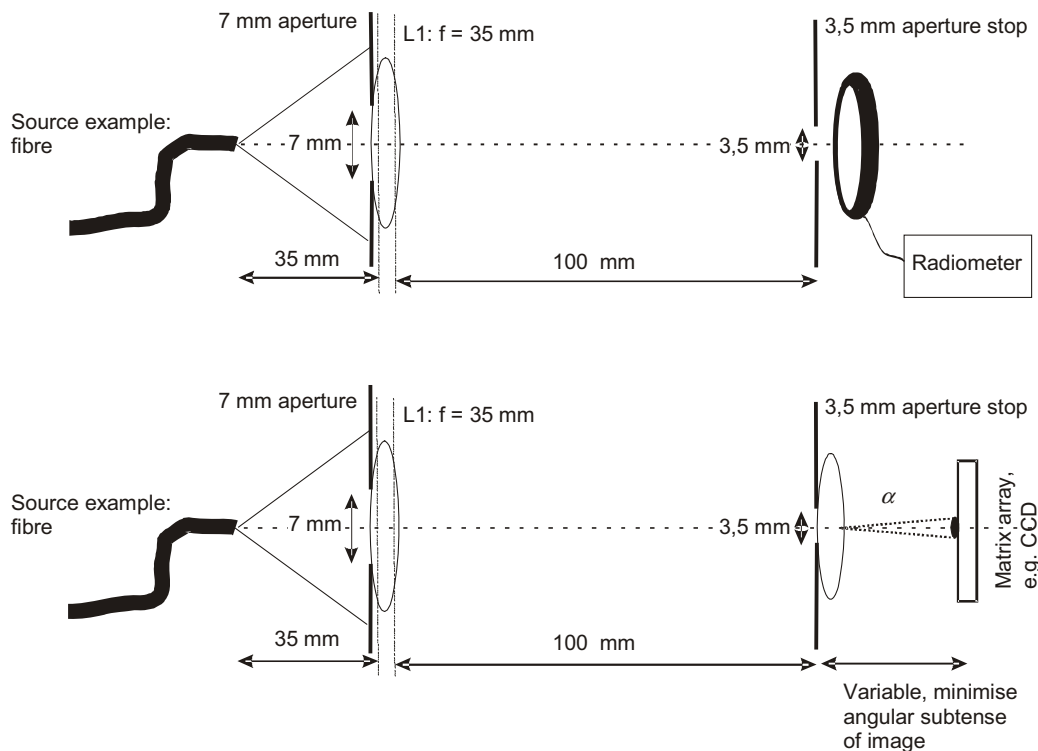 7 mm aperture
L1: f = 35 mm
3,5 mm aperture stop
Source example:
fibre
7 mm
3,5 mm
35 mm
100 mm
Radiometer
7 mm aperture
L1: f = 35 mm
3,5 mm aperture stop
Source example:
fibre
7 mm
3,5 mm
α
Matrix array,
e.g. CCD
35 mm
100 mm
Variable, minimise
angular subtense
of image